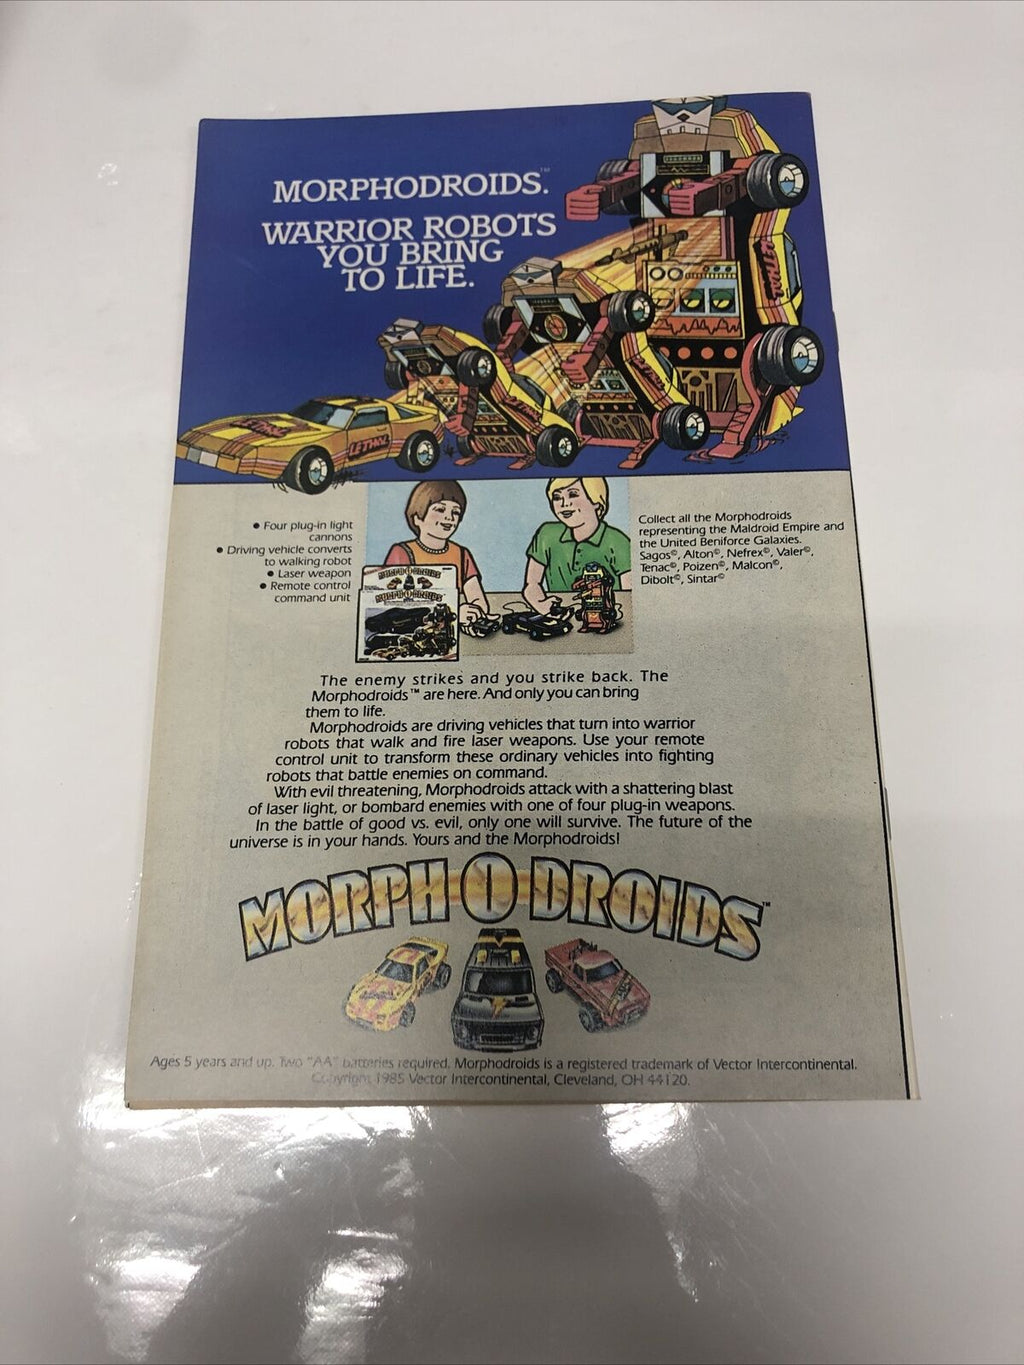 MORPHODROIDS.™
WARRIOR ROBOTS
YOU BRING
TO LIFE.
LETHAL
LETHAL
LETHAL
LETHAL
LETHAL
• Four plug-in light
cannons
• Driving vehicle converts
to walking robot
• Laser weapon
• Remote control
command unit
MORPH-O-DROIDS
MORPH-O-DROIDS
Collect all the Morphodroids
representing the Maldroid Empire and
the United Beniforce Galaxies.
Sagos©, Alton©, Nefrex©, Valer©,
Tenac©, Poizen©, Malcon©,
Dibolt©, Sintar©
The enemy strikes and you strike back. The
Morphodroids™ are here. And only you can bring
them to life.
Morphodroids are driving vehicles that turn into warrior
robots that walk and fire laser weapons. Use your remote
control unit to transform these ordinary vehicles into fighting
robots that battle enemies on command.
With evil threatening, Morphodroids attack with a shattering blast
of laser light, or bombard enemies with one of four plug-in weapons.
In the battle of good vs. evil, only one will survive. The future of the
universe is in your hands. Yours and the Morphodroids!
MORPH-O-DROIDS™
Ages 5 years and up. Two "AA" batteries required. Morphodroids is a registered trademark of Vector Intercontinental.
Copyright 1985 Vector Intercontinental, Cleveland, OH 44120.